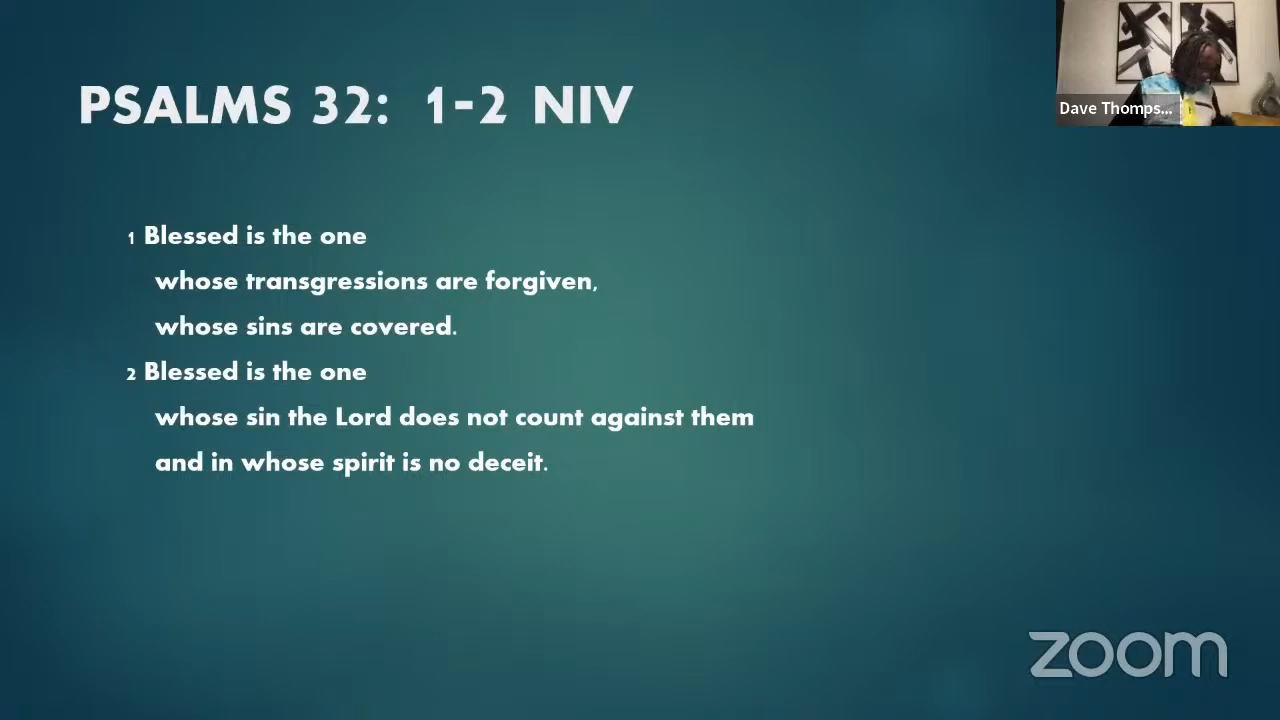 PSALMS 32: 1-2 NIV
Dave Thomps...
1 Blessed is the one
whose transgressions are forgiven,
whose sins are covered.
2 Blessed is the one
whose sin the Lord does not count against them
and in whose spirit is no deceit.
zoom